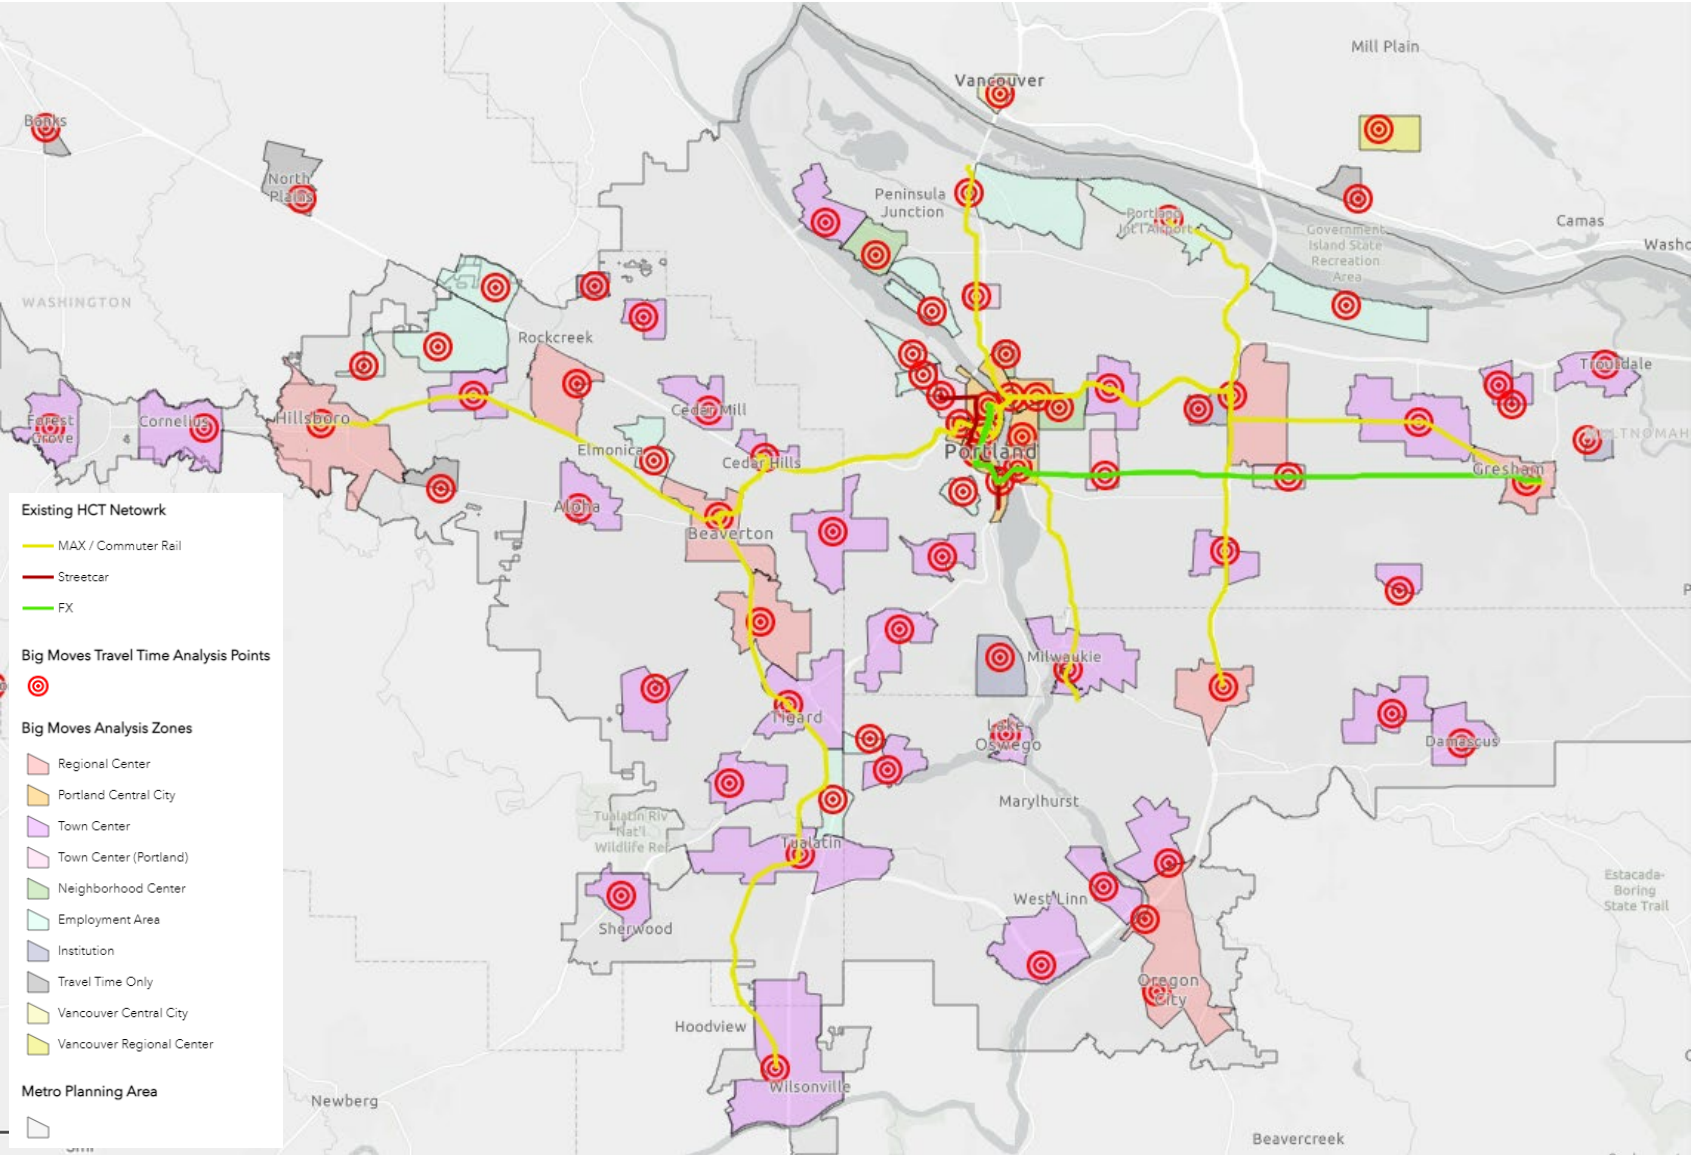 Mill Plain
Vancouver
Banks
North
Plains
Peninsula
Junction
Portland
Int'l Airport
Government
Island State
Recreation
Area
Camas
Washo
WASHINGTON
Rockcreek
Troutdale
Forest
Grove
Cornelius
4
Hillsboro
Cedar Mill
Elmonica
Cedar Hills
Portland
LTNOMAH
Gresham
Aloha
Beaverton
Existing HCT Netowrk
MAX / Commuter Rail
Streetcar
FX
Big Moves Travel Time Analysis Points
Big Moves Analysis Zones
Regional Center
Portland Central City
Town Center
Town Center (Portland)
Neighborhood Center
Employment Area
Institution
Travel Time Only
Vancouver Central City
Vancouver Regional Center
Metro Planning Area
Milwaukie
Tigard
Lake
Oswego
Damascus
Marylhurst
Tualatin Riv
Nat'l
Wildlife Ref
Tualatin
West Linn
Sherwood
Estacada-
Boring
State Trail
Oregon
City
Hoodview
Wilsonville
Newberg
Beavercreek